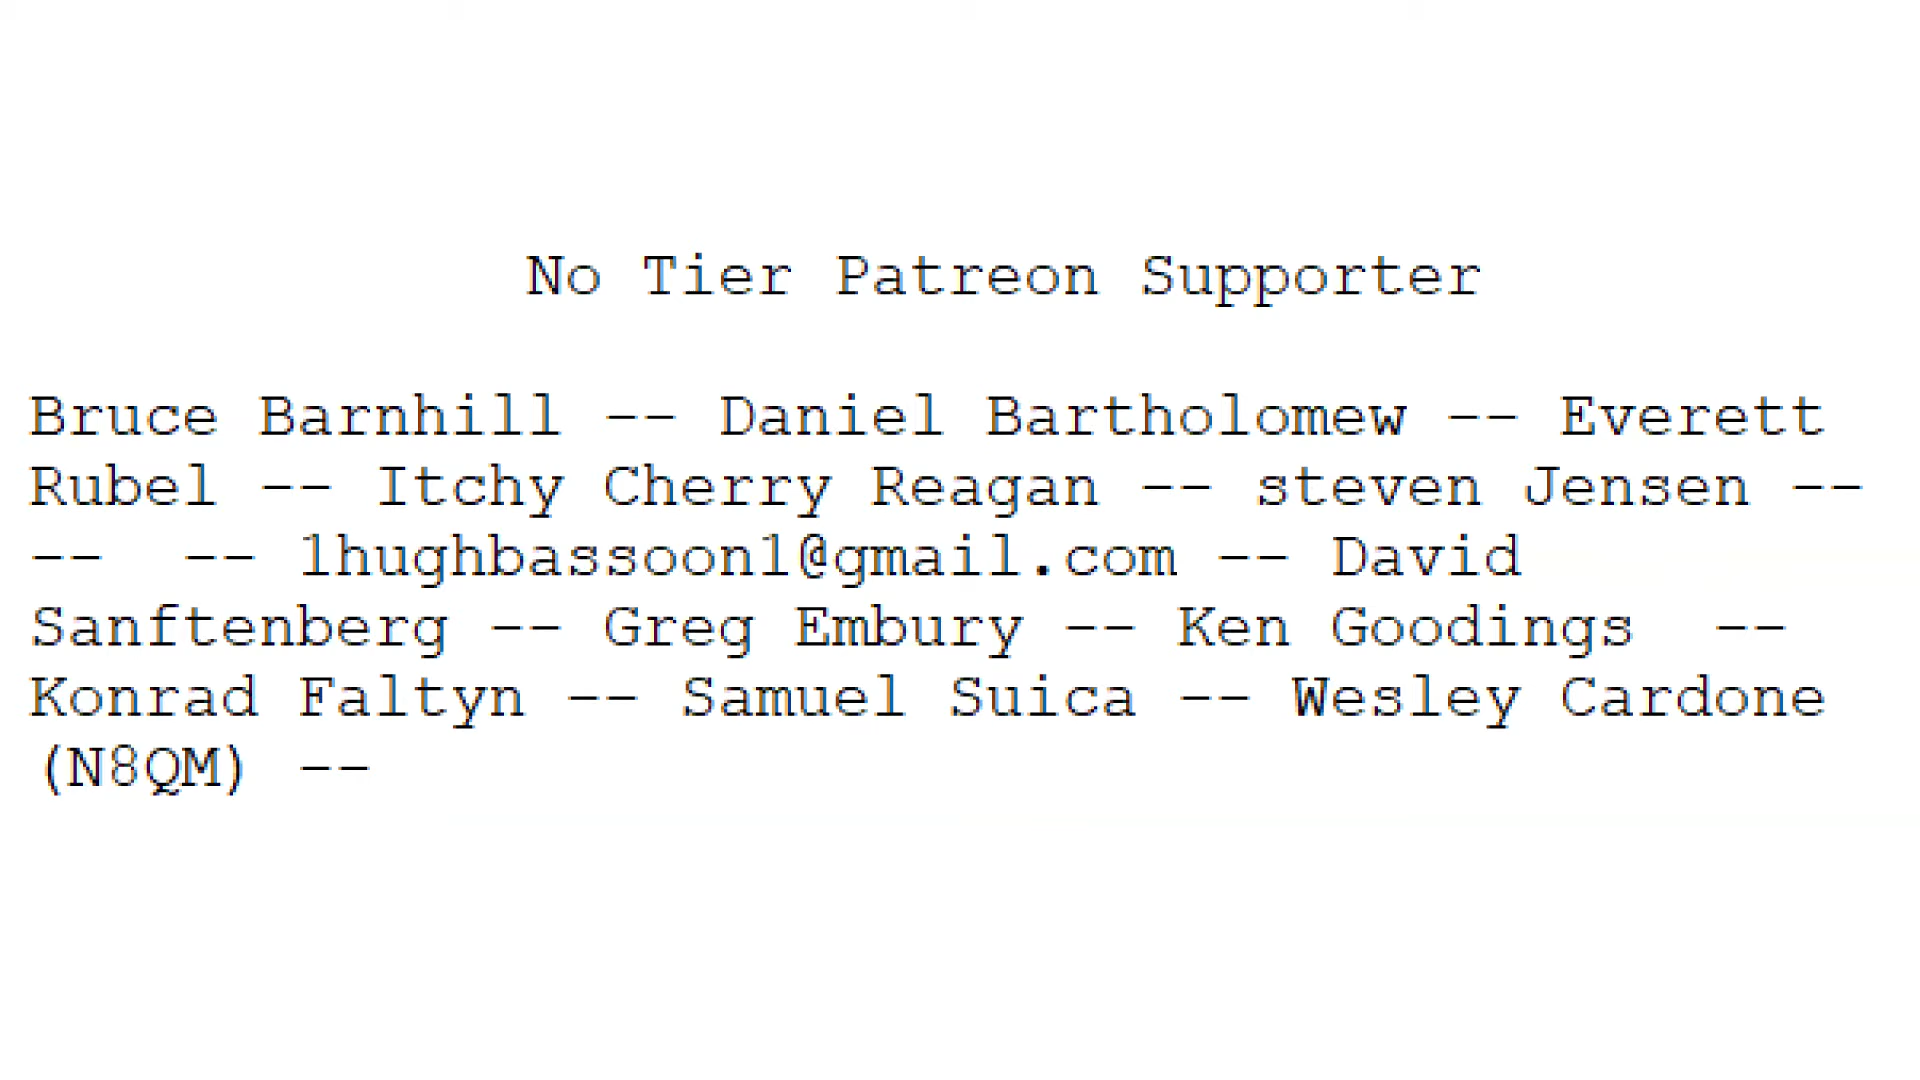 No Tier Patreon Supporter
Bruce Barnhill -- Daniel Bartholomew -- Everett
Rubel -- Itchy Cherry Reagan -- steven Jensen --
--  -- 1hughbassoon1@gmail.com -- David
Sanftenberg -- Greg Embury -- Ken Goodings  --
Konrad Faltyn -- Samuel Suica -- Wesley Cardone
(N8QM) --